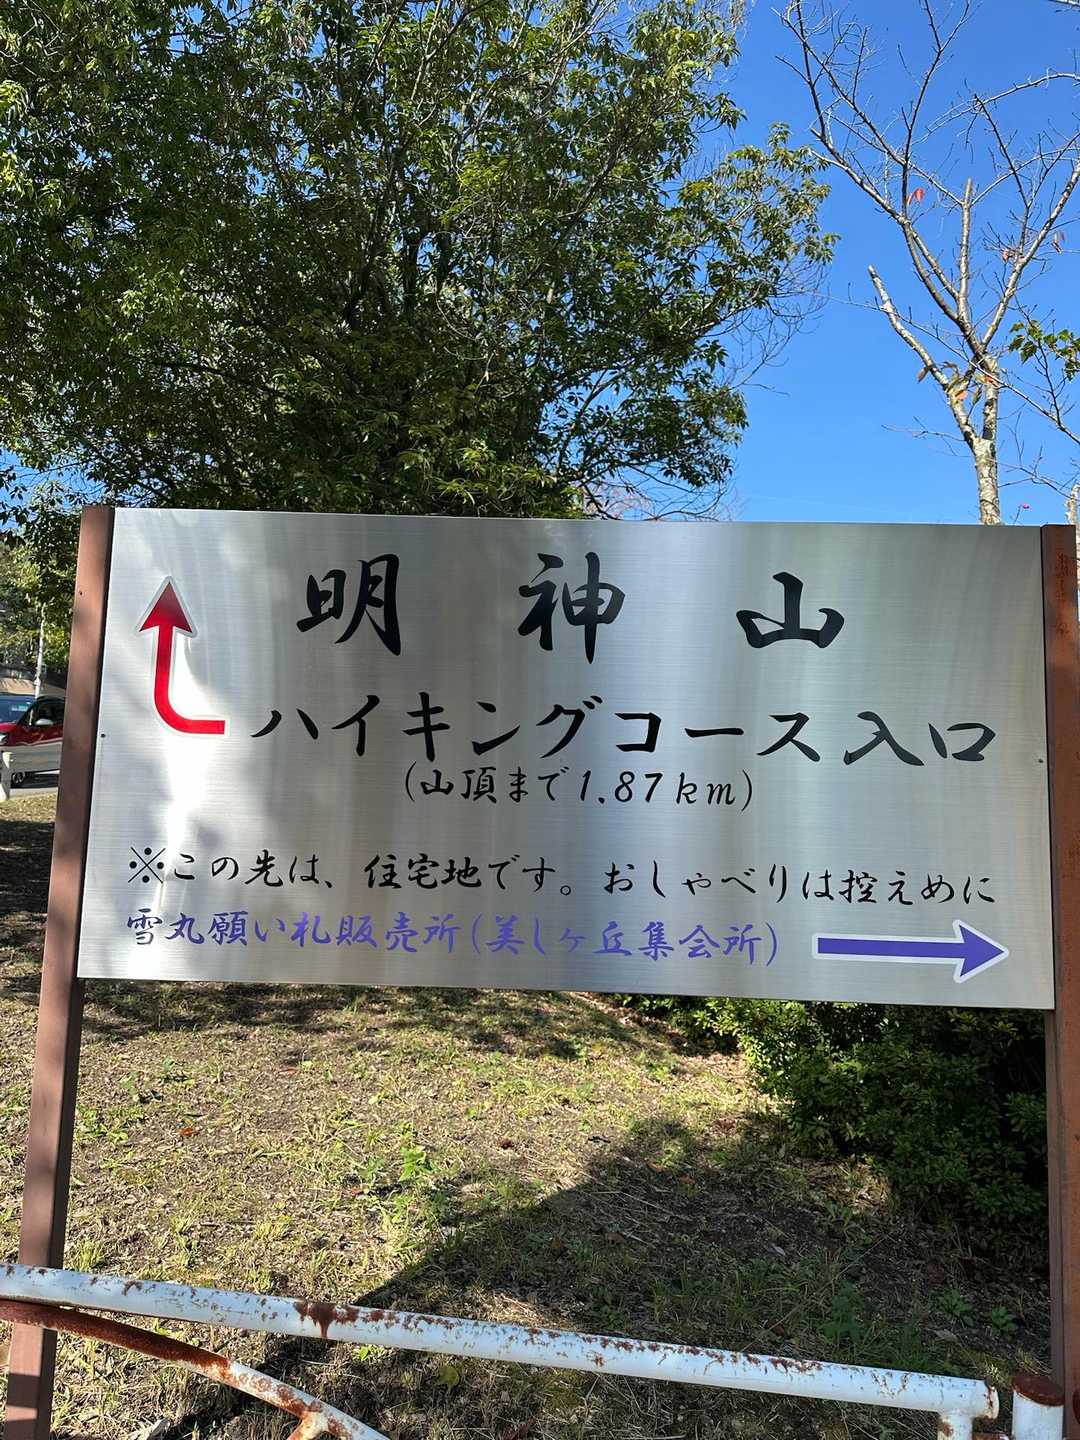 明神山
ハイキングコース入口
(山頂まで1.87km)
※この先は、住宅地です。おしゃべりは控えめに
雪丸願い札販売所(美しヶ丘集会所)